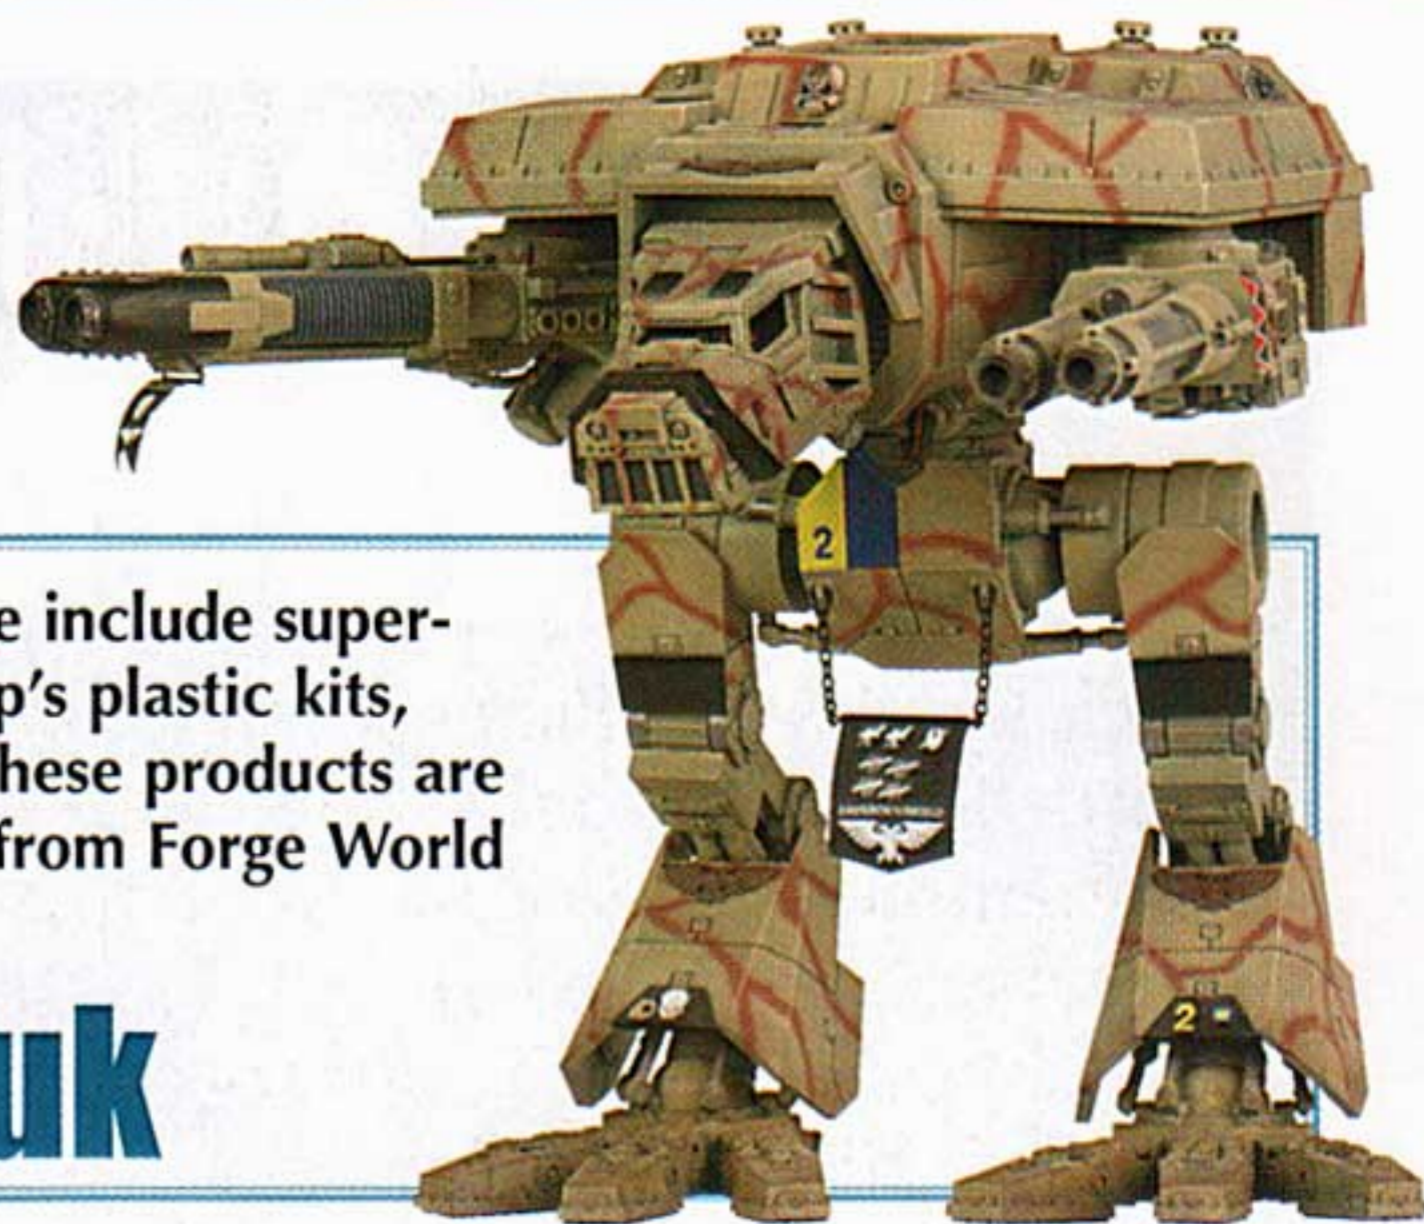 e include super-
p's plastic kits,
hese products are
from Forge World
uk
2
2